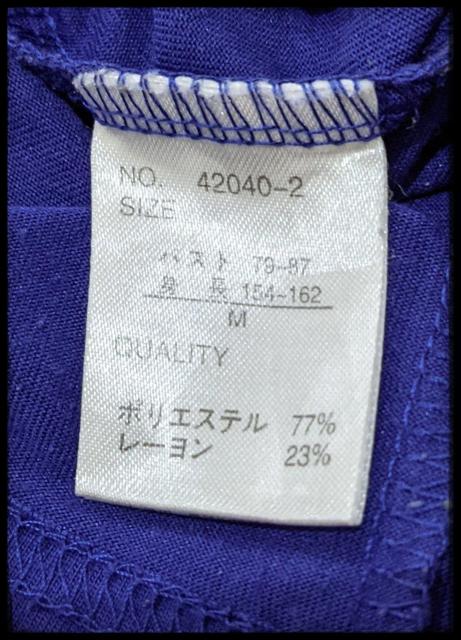 NO. 42040-2
SIZE
バスト 79-87
身長 154-162
M
QUALITY
ポリエステル 77%
レーヨン 23%